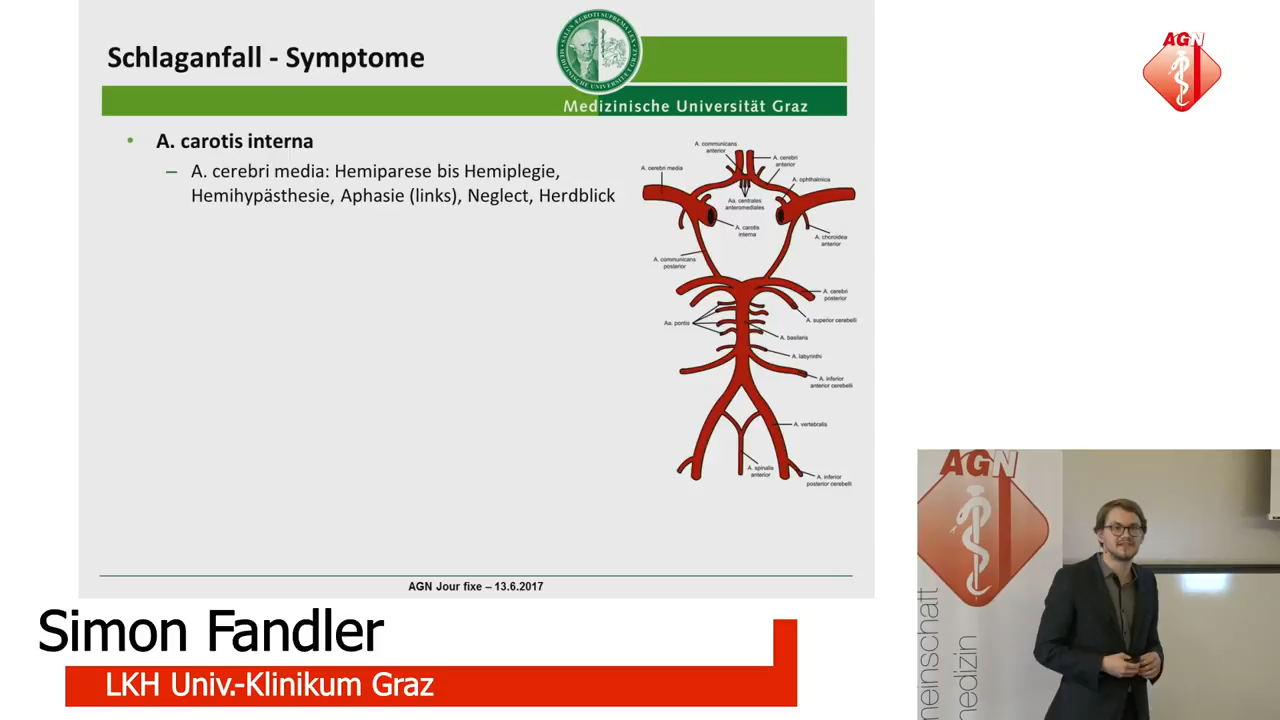 Schlaganfall - Symptome
Medizinische Universität Graz
AGN
• A. carotis interna
– A. cerebri media: Hemiparese bis Hemiplegie,
Hemihypästhesie, Aphasie (links), Neglect, Herdblick
A. communicans
anterior
A. cerebri media
A. cerebri
anterior
A. ophthalmica
Aa. centrales
anteromediales
A. carotis
interna
A. choroidea
anterior
A. communicans
posterior
A. cerebri
posterior
A. superior cerebelli
Aa. pontis
A. basilaris
A. labyrinthi
A. inferior
anterior cerebelli
A. vertebralis
A. spinalis
anterior
A. inferior
posterior cerebelli
AGN Jour fixe – 13.6.2017
Simon Fandler
LKH Univ.-Klinikum Graz
AGN
neinschaft
nedizin